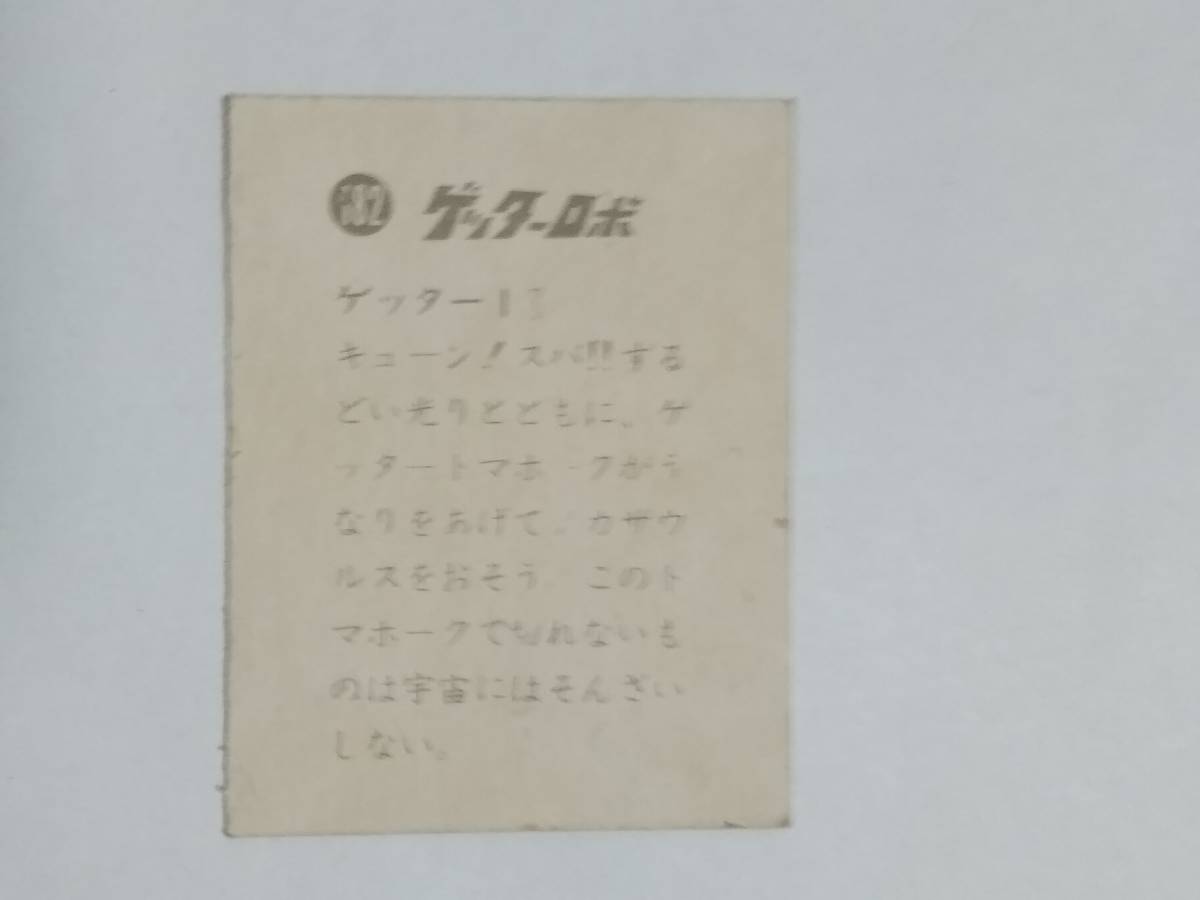 82 ゲッターロボ
ゲッター1
キューン!スバ!!!する
どい光りとともに、ゲ
ッタートマホークがう
なりをあげて、カサウ
ルスをおそう。このト
マホークで切れないも
のは宇宙にはそんざい
しない。